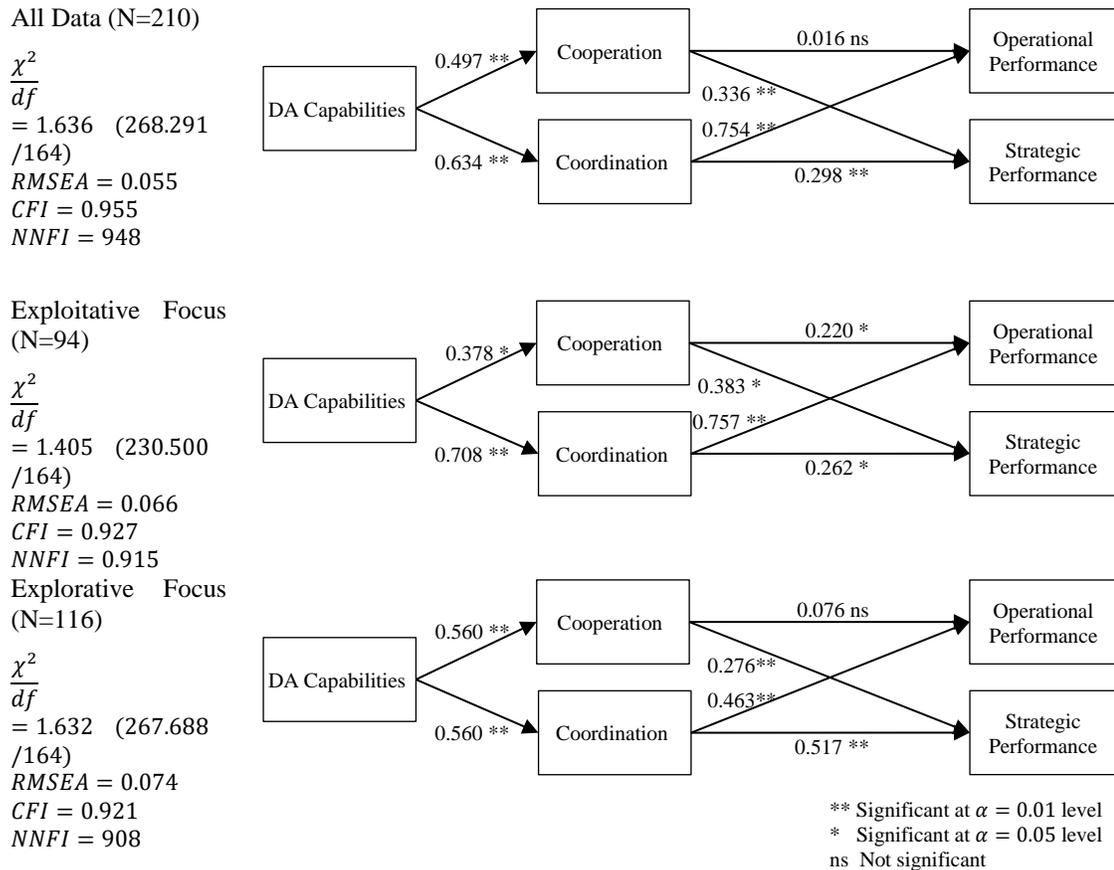 All Data (N=210)
χ²
df
= 1.636 (268.291
/164)
RMSEA = 0.055
CFI = 0.955
NNFI = 948
DA Capabilities
0.497 **
0.634 **
Cooperation
Coordination
0.016 ns
0.336 **
0.754 **
0.298 **
Operational
Performance
Strategic
Performance
Exploitative Focus
(N=94)
χ²
df
= 1.405 (230.500
/164)
RMSEA = 0.066
CFI = 0.927
NNFI = 0.915
DA Capabilities
0.378 *
0.708 **
Cooperation
Coordination
0.220 *
0.383 *
0.757 **
0.262 *
Operational
Performance
Strategic
Performance
Explorative Focus
(N=116)
χ²
df
= 1.632 (267.688
/164)
RMSEA = 0.074
CFI = 0.921
NNFI = 908
DA Capabilities
0.560 **
0.560 **
Cooperation
Coordination
0.076 ns
0.276**
0.463**
0.517 **
Operational
Performance
Strategic
Performance
** Significant at α = 0.01 level
* Significant at α = 0.05 level
ns Not significant